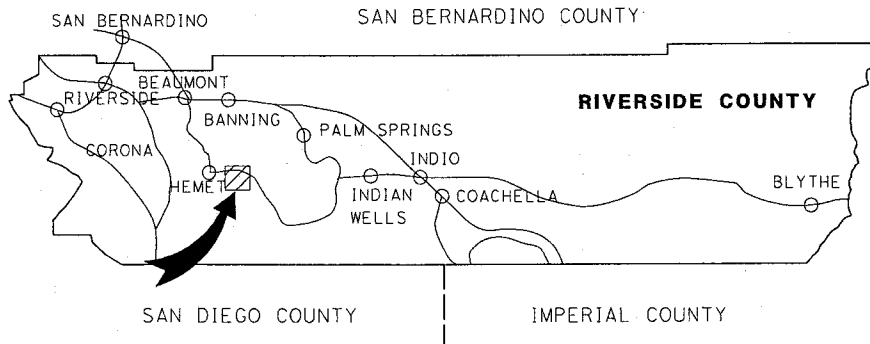 SAN BERNARDINO COUNTY
SAN BERNARDINO
BEAUMONT
RIVERSIDE
BANNING
RIVERSIDE COUNTY
PALM SPRINGS
CORONA
INDIO
HEMET
INDIAN
WELLS
COACHELLA
BLYTHE
SAN DIEGO COUNTY
IMPERIAL COUNTY